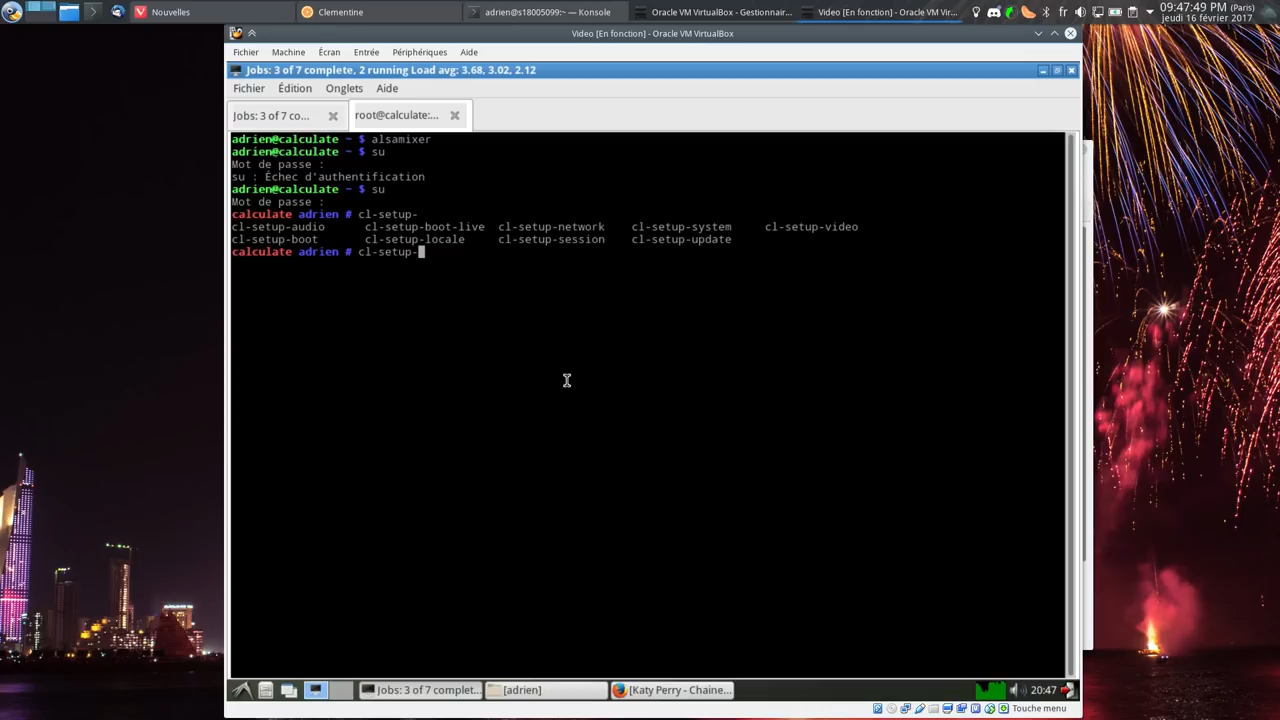 Nouvelles
Clementine
adrien@s18005099:~ — Konsole
Oracle VM VirtualBox - Gestionnair...
Video [En fonction] - Oracle VM Vir...
fr
09:47:49 PM (Paris)
jeudi 16 février 2017
Video [En fonction] - Oracle VM VirtualBox
Fichier Machine Écran Entrée Périphériques Aide
Jobs: 3 of 7 complete, 2 running Load avg: 3.68, 3.02, 2.12
Fichier Édition Onglets Aide
Jobs: 3 of 7 co... root@calculate:...
adrien@calculate ~ $ alsamixer
adrien@calculate ~ $ su
Mot de passe :
su : Échec d'authentification
adrien@calculate ~ $ su
Mot de passe :
calculate adrien # cl-setup-
cl-setup-audio cl-setup-boot-live cl-setup-network cl-setup-system cl-setup-video
cl-setup-boot cl-setup-locale cl-setup-session cl-setup-update
calculate adrien # cl-setup-
Jobs: 3 of 7 complet... [adrien] [Katy Perry - Chaine... 20:47
Touche menu